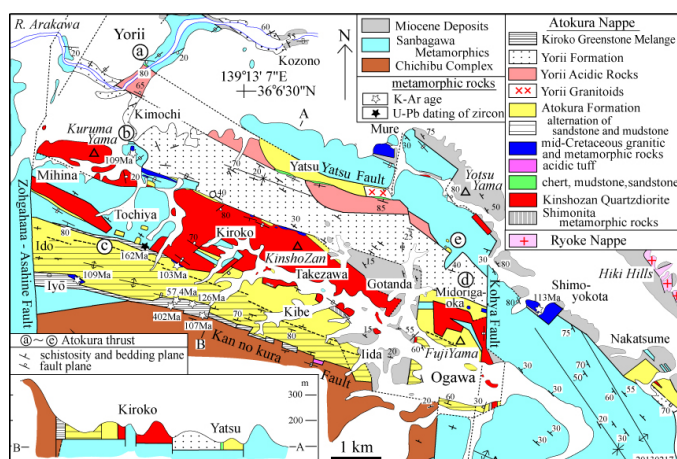 R. Arakawa
Yorii
Kozono
ⓐ
139°13' 7"E
36°6'30"N
N
Miocene Deposits
Sanbagawa
Metamorphics
Chichibu Complex
metamorphic rocks
K-Ar age
U-Pb dating of zircon
Atokura Nappe
Kiroko Greenstone Melange
Yorii Formation
Yorii Acidic Rocks
Yorii Granitoids
Atokura Formation
alternation of
sandstone and mudstone
mid-Cretaceous granitic
and metamorphic rocks
acidic tuff
chert, mudstone,sandstone
Kinshozan Quartzdiorite
Shimonita
metamorphic rocks
Ryoke Nappe
Kimochi
A
Mure
Kuruma
Yama
ⓑ
109Ma
Mihina
Yatsu
Yatsu Fault
Yotsu
Yama
Tochiya
Zohgahana - Asahine Fault
Ido
ⓒ
162Ma
Kiroko
KinshoZan
Takezawa
ⓔ
ⓓ
Hiki Hills
Iyō
109Ma
103Ma
57.4Ma
126Ma
402Ma
107Ma
Kibe
Gotanda
Midoriga-
oka
Kohya Fault
113Ma
Shimo-
yokota
Nakatsume
B
Kan no kura
Fault
Iida
FujiYama
Ogawa
ⓐ~ⓔ Atokura thrust
schistosity and bedding plane
fault plane
m
300
200
Kiroko
Yatsu
B
A
1 km
20130217